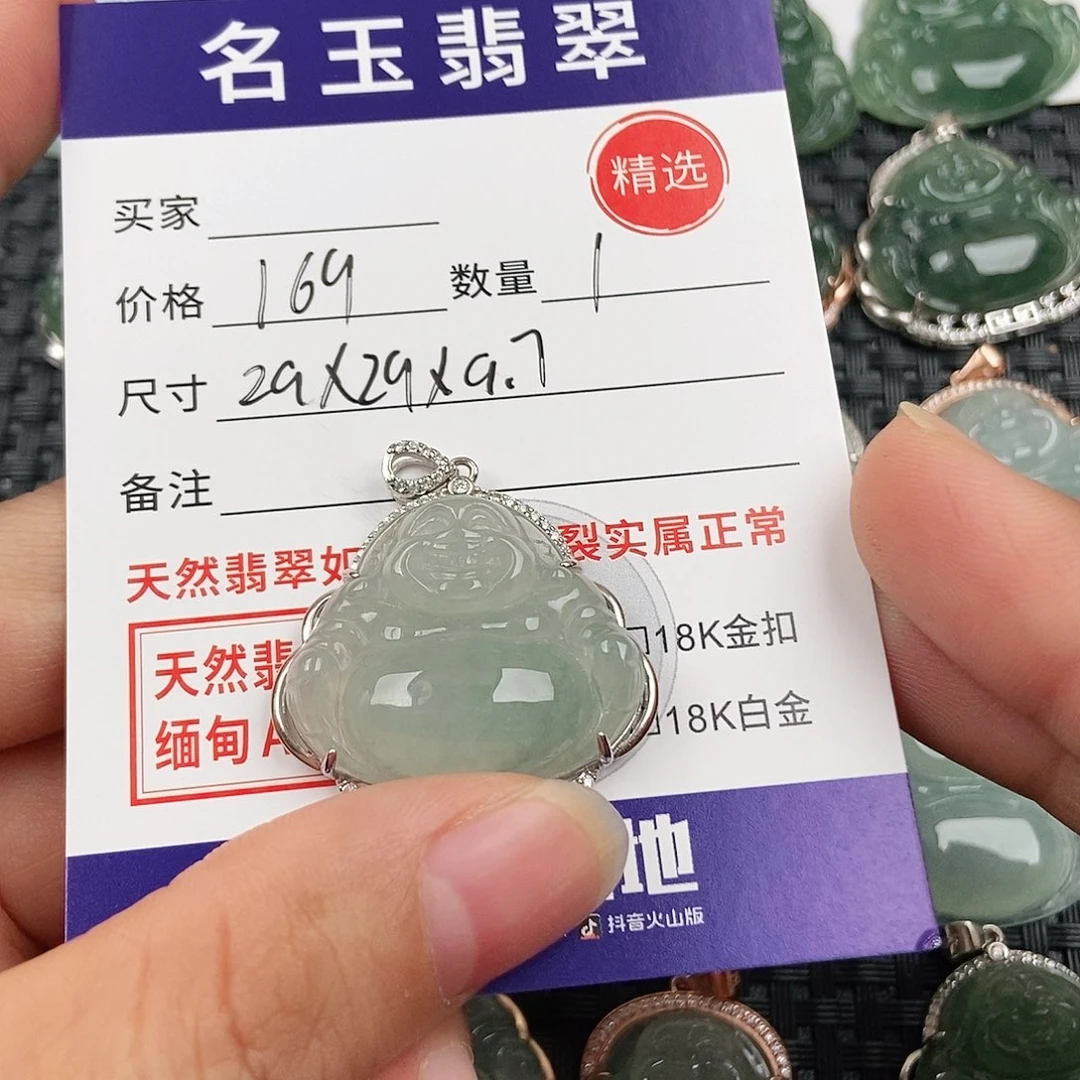 名玉翡翠
精选
买家
价格 169 数量 1
尺寸 29X29X9.7
备注
天然翡翠如 裂实属正常
天然翡
18K金扣
缅甸A
18K白金
地
抖音火山版